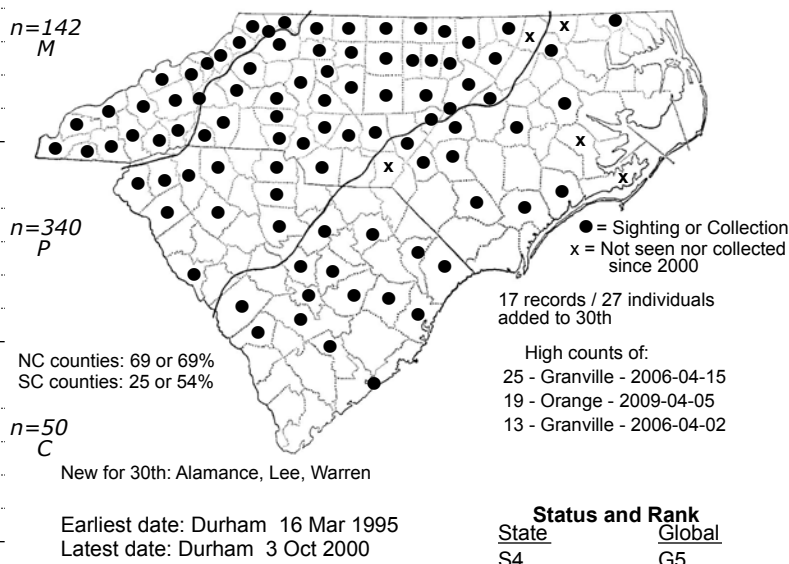 n=142
M
n=340
P
n=50
C
x
x
x
x
x
● = Sighting or Collection
x = Not seen nor collected
since 2000
17 records / 27 individuals
added to 30th
High counts of:
25 - Granville - 2006-04-15
19 - Orange - 2009-04-05
13 - Granville - 2006-04-02
NC counties: 69 or 69%
SC counties: 25 or 54%
New for 30th: Alamance, Lee, Warren
Earliest date: Durham 16 Mar 1995
Latest date: Durham 3 Oct 2000
Status and Rank
State Global
S4 G5